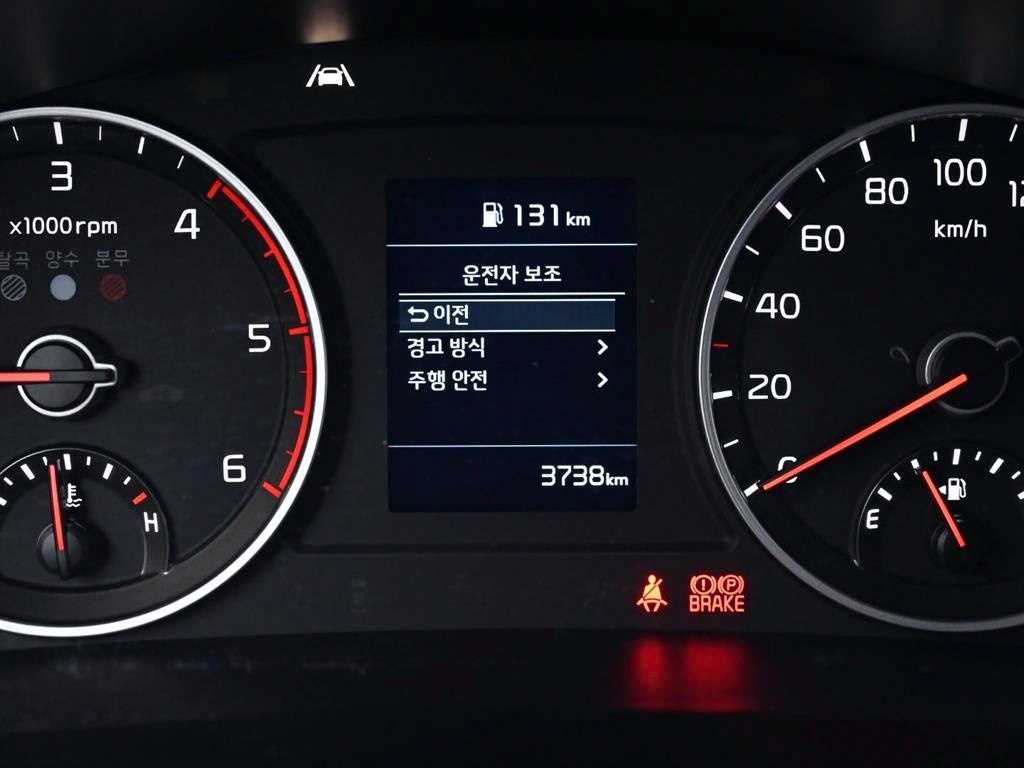 3
4
5
6
x1000rpm
탈곡 양수 분무
H
131km
운전자 보조
이전
경고 방식
주행 안전
3738km
BRAKE
P
0
20
40
60
80
100
km/h
E